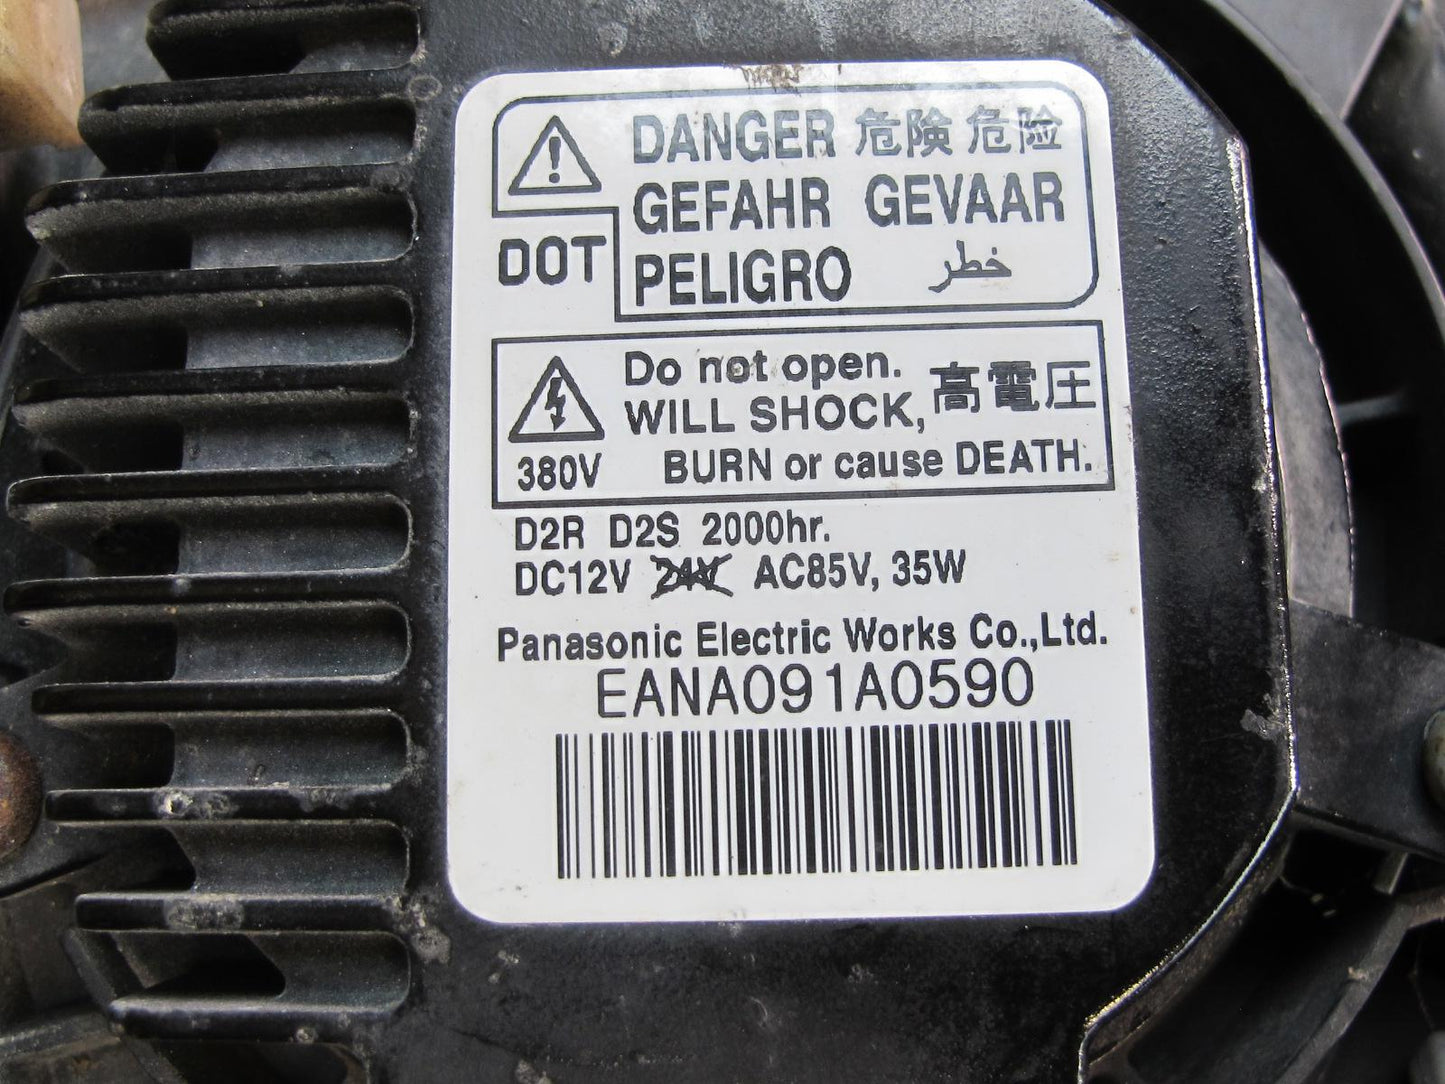 DANGER 危険 危险
GEFAHR GEVAAR
DOT
PELIGRO خطر
Do not open.
WILL SHOCK, 高電圧
380V BURN or cause DEATH.
D2R D2S 2000hr.
DC12V 24V AC85V, 35W
Panasonic Electric Works Co.,Ltd.
EANA091A0590